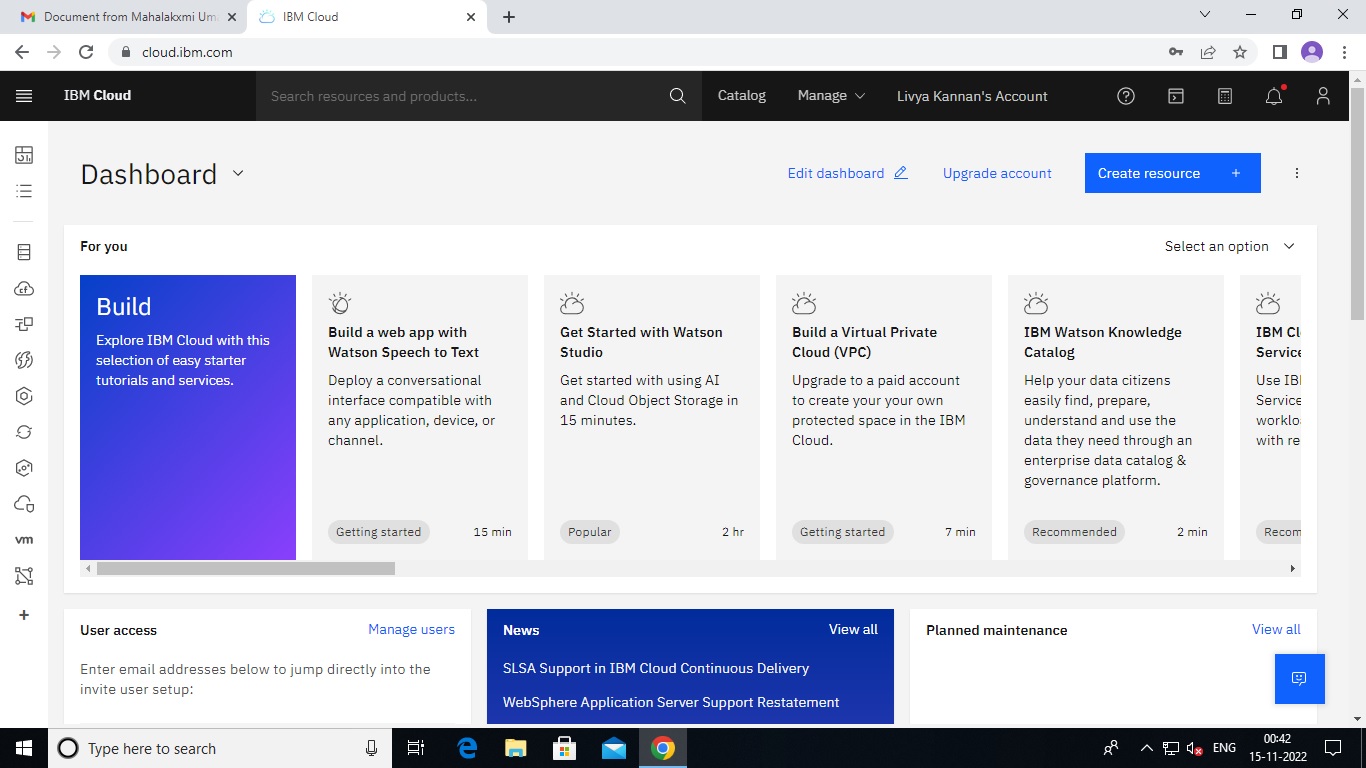 Document from Mahalakxmi Um
IBM Cloud
cloud.ibm.com
IBM Cloud
Search resources and products...
Catalog
Manage
Livya Kannan's Account
Dashboard
Edit dashboard
Upgrade account
Create resource +
For you
Select an option
Build
Explore IBM Cloud with this
selection of easy starter
tutorials and services.
Build a web app with
Watson Speech to Text
Deploy a conversational
interface compatible with
any application, device, or
channel.
Getting started
15 min
Get Started with Watson
Studio
Get started with using AI
and Cloud Object Storage in
15 minutes.
Popular
2 hr
Build a Virtual Private
Cloud (VPC)
Upgrade to a paid account
to create your your own
protected space in the IBM
Cloud.
Getting started
7 min
IBM Watson Knowledge
Catalog
Help your data citizens
easily find, prepare,
understand and use the
data they need through an
enterprise data catalog &
governance platform.
Recommended
2 min
IBM Cl
Service
Use IB
Service
worklo
with re
Recom
cf
vm
User access
Manage users
Enter email addresses below to jump directly into the
invite user setup:
News
View all
SLSA Support in IBM Cloud Continuous Delivery
WebSphere Application Server Support Restatement
Planned maintenance
View all
Type here to search
ENG
00:42
15-11-2022